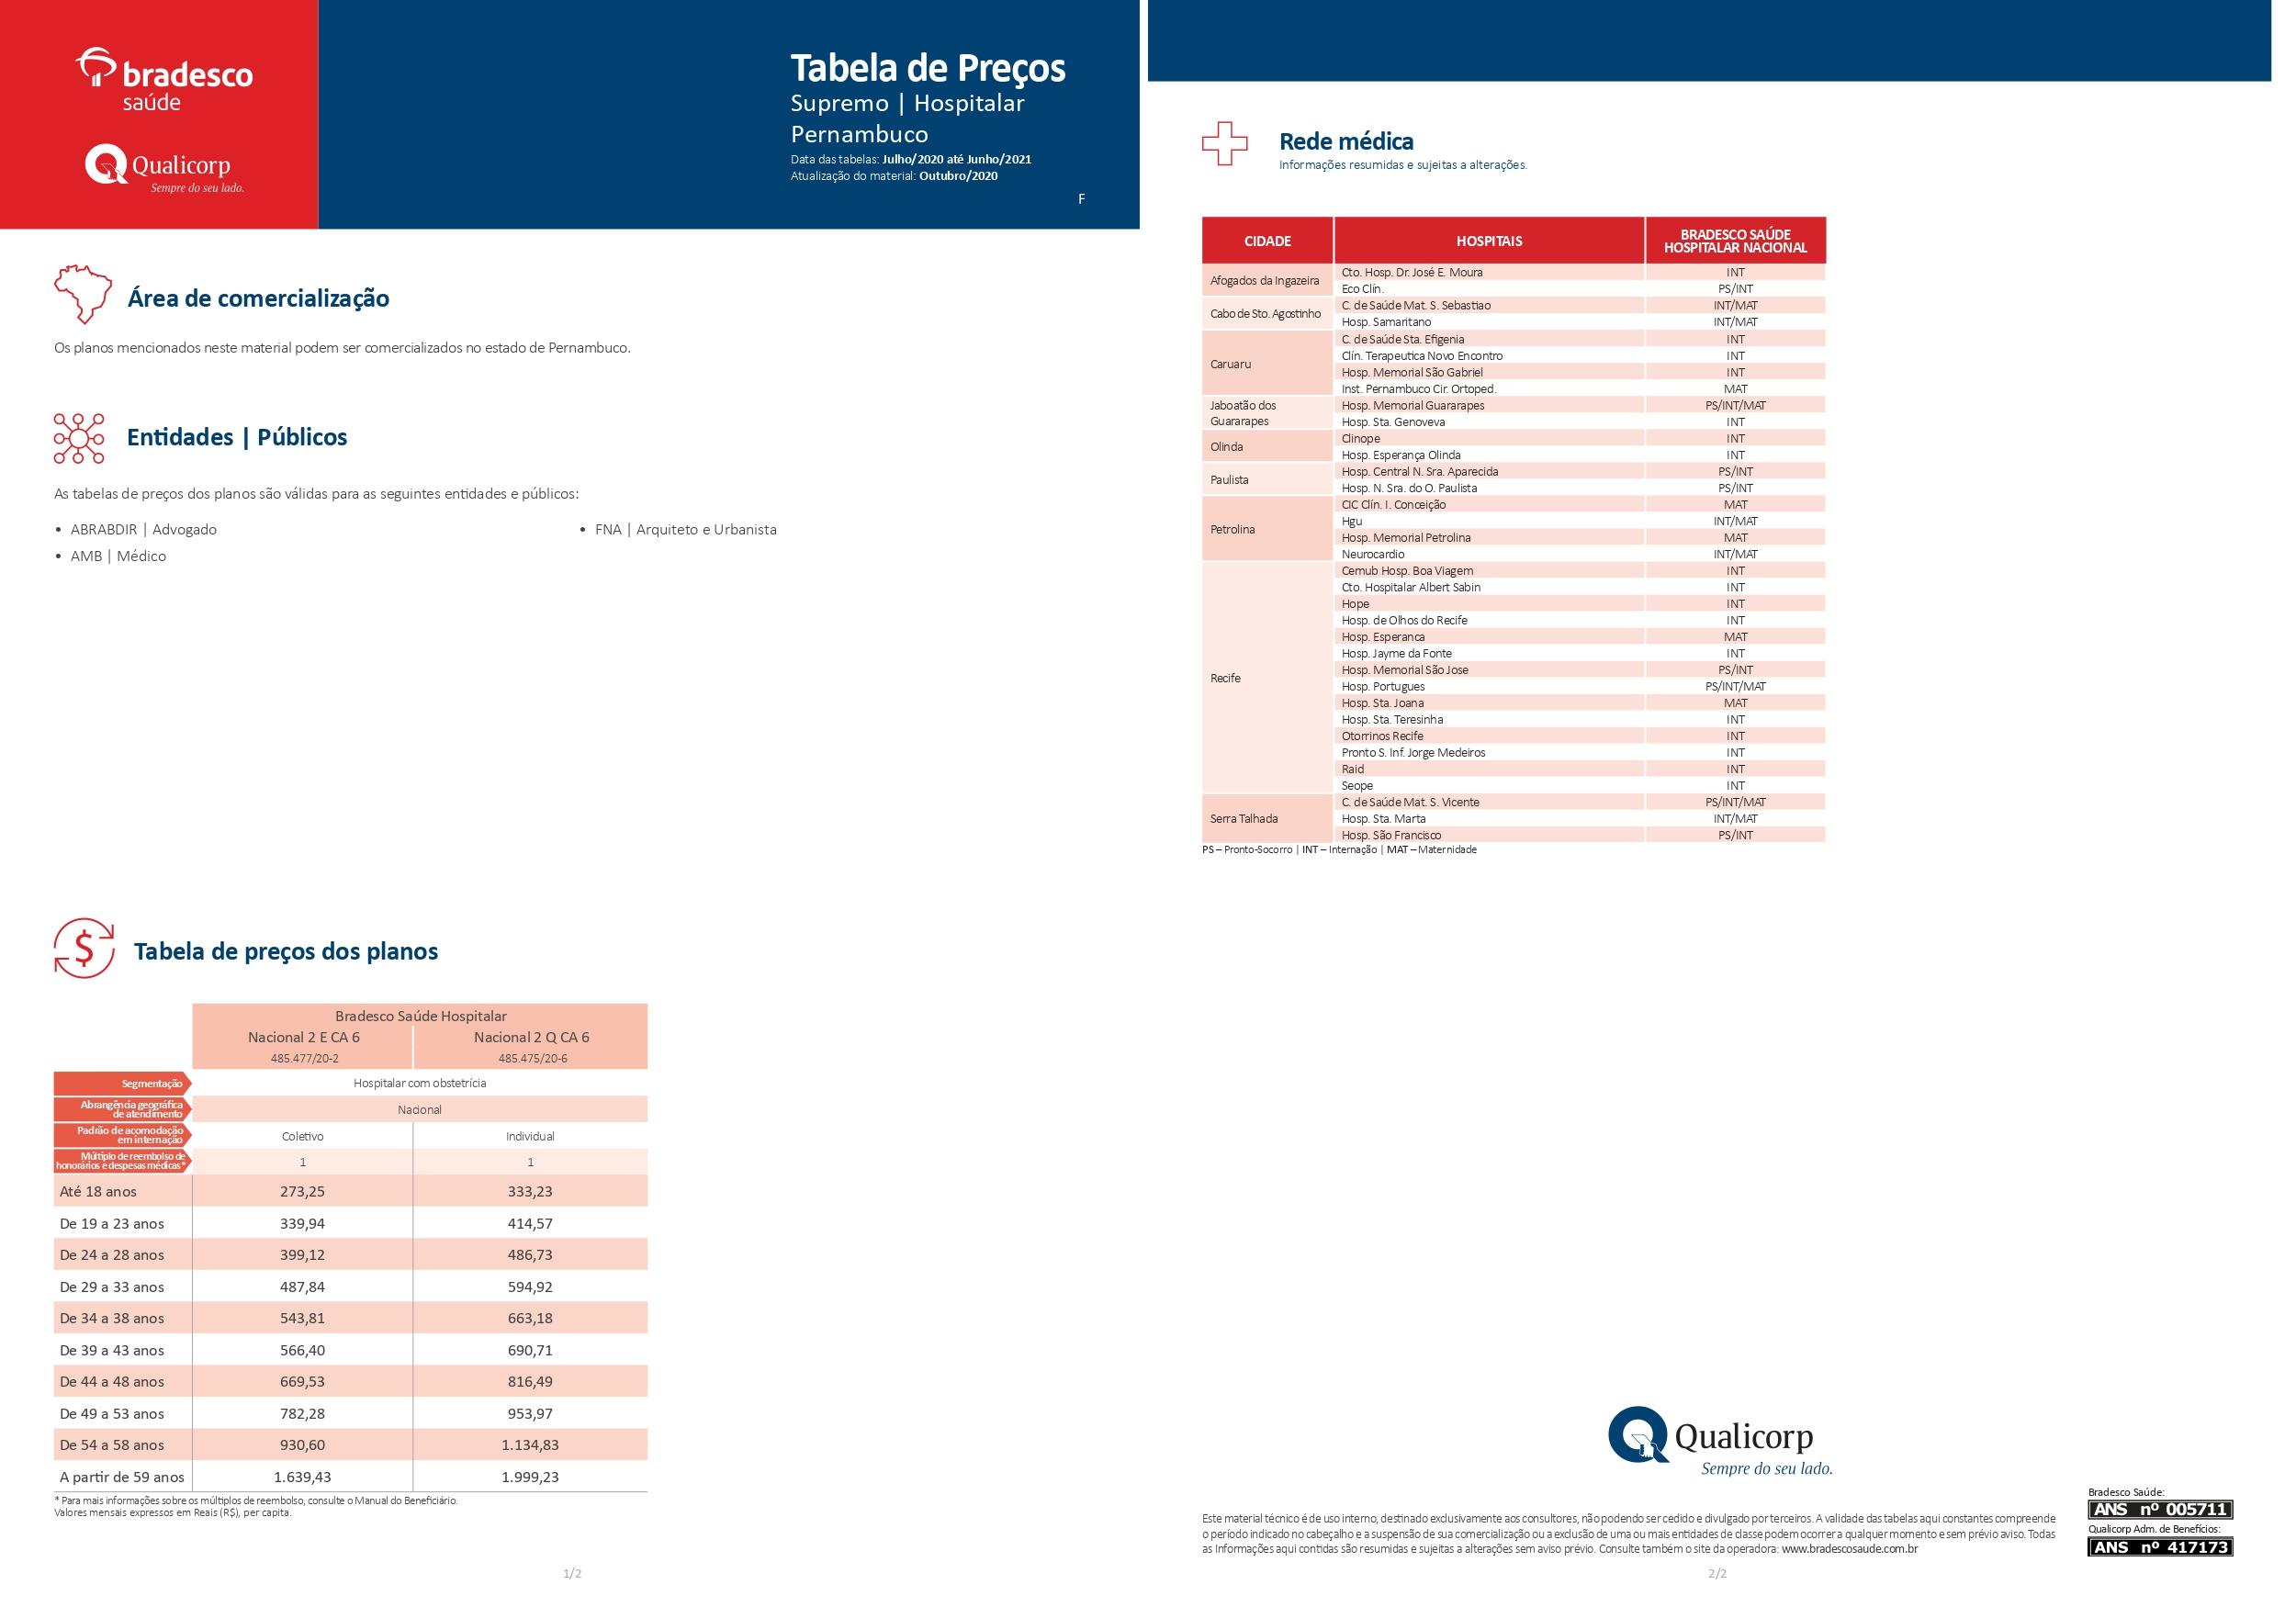 bradesco
saúde
Qualicorp
Sempre do seu lado.
Tabela de Preços
Supremo | Hospitalar
Pernambuco
Data das tabelas: Julho/2020 até Junho/2021
Atualização do material: Outubro/2020
F
Área de comercialização
Os planos mencionados neste material podem ser comercializados no estado de Pernambuco.
Entidades | Públicos
As tabelas de preços dos planos são válidas para as seguintes entidades e públicos:
• ABRABDIR | Advogado
• AMB | Médico
• FNA | Arquiteto e Urbanista
Tabela de preços dos planos
Bradesco Saúde Hospitalar
Nacional 2 E CA 6 Nacional 2 Q CA 6
485.477/20-2 485.475/20-6
Segmentação Hospitalar com obstetrícia
Abrangência geográfica
de atendimento Nacional
Padrão de acomodação
em internação Coletivo Individual
Múltiplo de reembolso de
honorários e despesas médicas* 1 1
Até 18 anos 273,25 333,23
De 19 a 23 anos 339,94 414,57
De 24 a 28 anos 399,12 486,73
De 29 a 33 anos 487,84 594,92
De 34 a 38 anos 543,81 663,18
De 39 a 43 anos 566,40 690,71
De 44 a 48 anos 669,53 816,49
De 49 a 53 anos 782,28 953,97
De 54 a 58 anos 930,60 1.134,83
A partir de 59 anos 1.639,43 1.999,23
* Para mais informações sobre os múltiplos de reembolso, consulte o Manual do Beneficiário.
Valores mensais expressos em Reais (R$), per capita.
1/2
Rede médica
Informações resumidas e sujeitas a alterações.
CIDADE HOSPITAIS BRADESCO SAÚDE
HOSPITALAR NACIONAL
Afogados da Ingazeira
Cto. Hosp. Dr. José E. Moura INT
Eco Clín. PS/INT
Cabo de Sto. Agostinho
C. de Saúde Mat. S. Sebastiao INT/MAT
Hosp. Samaritano INT/MAT
Caruaru
C. de Saúde Sta. Efigenia INT
Clín. Terapeutica Novo Encontro INT
Hosp. Memorial São Gabriel INT
Inst. Pernambuco Cir. Ortoped. MAT
Jaboatão dos
Guararapes
Hosp. Memorial Guararapes PS/INT/MAT
Hosp. Sta. Genoveva INT
Olinda
Clinope INT
Hosp. Esperança Olinda INT
Paulista
Hosp. Central N. Sra. Aparecida PS/INT
Hosp. N. Sra. do O. Paulista PS/INT
Petrolina
CIC Clín. I. Conceição MAT
Hgu INT/MAT
Hosp. Memorial Petrolina MAT
Neurocardio INT/MAT
Recife
Cemub Hosp. Boa Viagem INT
Cto. Hospitalar Albert Sabin INT
Hope INT
Hosp. de Olhos do Recife INT
Hosp. Esperanca MAT
Hosp. Jayme da Fonte INT
Hosp. Memorial São Jose PS/INT
Hosp. Portugues PS/INT/MAT
Hosp. Sta. Joana MAT
Hosp. Sta. Teresinha INT
Otorrinos Recife INT
Pronto S. Inf. Jorge Medeiros INT
Raid INT
Seope INT
Serra Talhada
C. de Saúde Mat. S. Vicente PS/INT/MAT
Hosp. Sta. Marta INT/MAT
Hosp. São Francisco PS/INT
PS – Pronto-Socorro | INT – Internação | MAT – Maternidade
Qualicorp
Sempre do seu lado.
Este material técnico é de uso interno, destinado exclusivamente aos consultores, não podendo ser cedido e divulgado por terceiros. A validade das tabelas aqui constantes compreende
o período indicado no cabeçalho e a suspensão de sua comercialização ou a exclusão de uma ou mais entidades de classe podem ocorrer a qualquer momento e sem prévio aviso. Todas
as Informações aqui contidas são resumidas e sujeitas a alterações sem aviso prévio. Consulte também o site da operadora: www.bradescosaude.com.br
Bradesco Saúde:
ANS nº 005711
Qualicorp Adm. de Benefícios:
ANS nº 417173
2/2